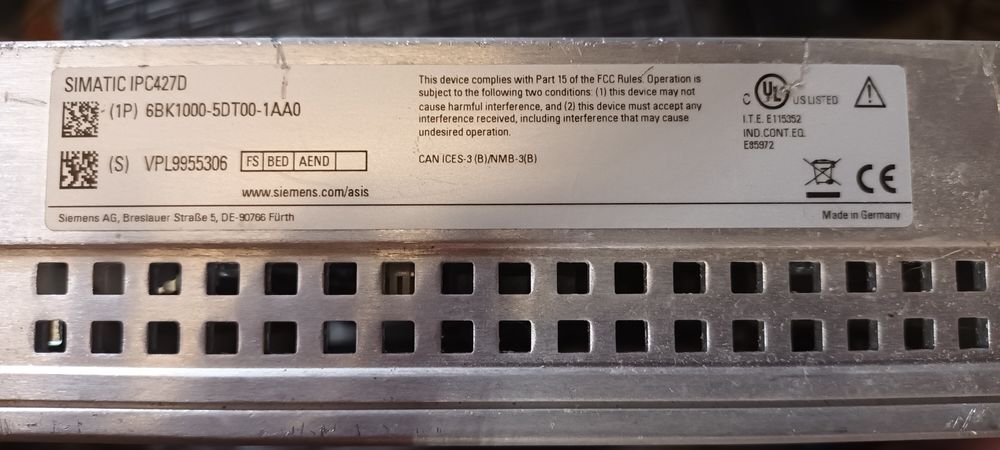 SIMATIC IPC427D
(1P) 6BK1000-5DT00-1AA0
(S) VPL9955306 FS BED AEND
www.siemens.com/asis
This device complies with Part 15 of the FCC Rules. Operation is
subject to the following two conditions: (1) this device may not
cause harmful interference, and (2) this device must accept any
interference received, including interference that may cause
undesired operation.
CAN ICES-3 (B)/NMB-3(B)
C UL US LISTED
I.T.E. E115352
IND.CONT.EQ.
E85972
CE
Siemens AG, Breslauer Straße 5, DE-90766 Fürth
Made in Germany